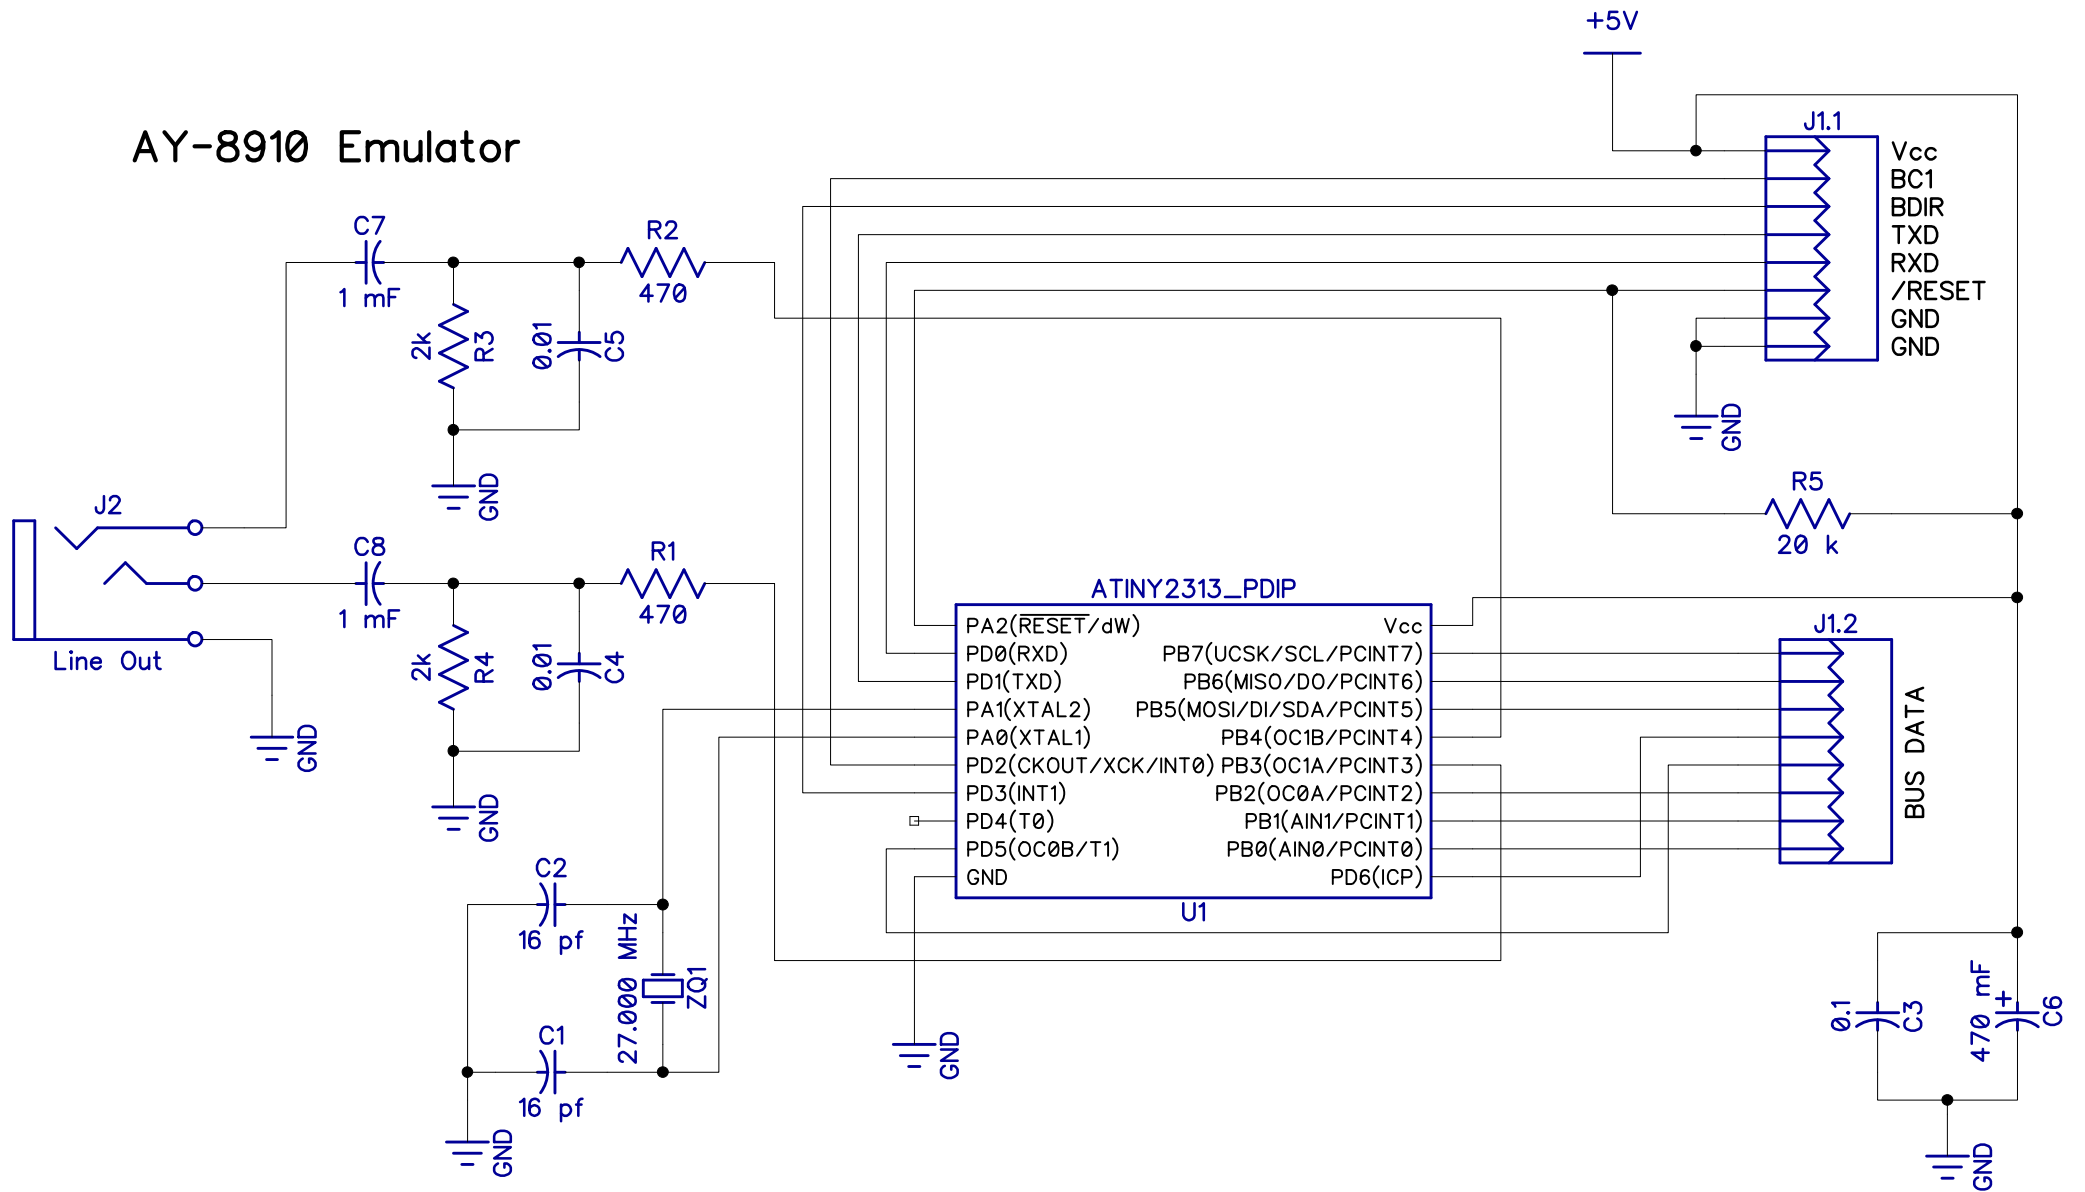 +5V
AY-8910 Emulator
J1.1
Vcc
BC1
BDIR
TXD
RXD
/RESET
GND
GND
GND
C7
1 mF
R2
470
2k
R3
0.01
C5
GND
J2
Line Out
GND
C8
1 mF
R1
470
2k
R4
0.01
C4
GND
R5
20 k
ATINY2313_PDIP
PA2(RESET/dW)
PD0(RXD)
PD1(TXD)
PA1(XTAL2)
PA0(XTAL1)
PD2(CKOUT/XCK/INT0)
PD3(INT1)
PD4(T0)
PD5(OC0B/T1)
GND
Vcc
PB7(UCSK/SCL/PCINT7)
PB6(MISO/DO/PCINT6)
PB5(MOSI/DI/SDA/PCINT5)
PB4(OC1B/PCINT4)
PB3(OC1A/PCINT3)
PB2(OC0A/PCINT2)
PB1(AIN1/PCINT1)
PB0(AIN0/PCINT0)
PD6(ICP)
U1
J1.2
BUS DATA
C2
16 pf
27.000 MHz
ZQ1
C1
16 pf
GND
GND
0.1
C3
470 mF
+
C6
GND